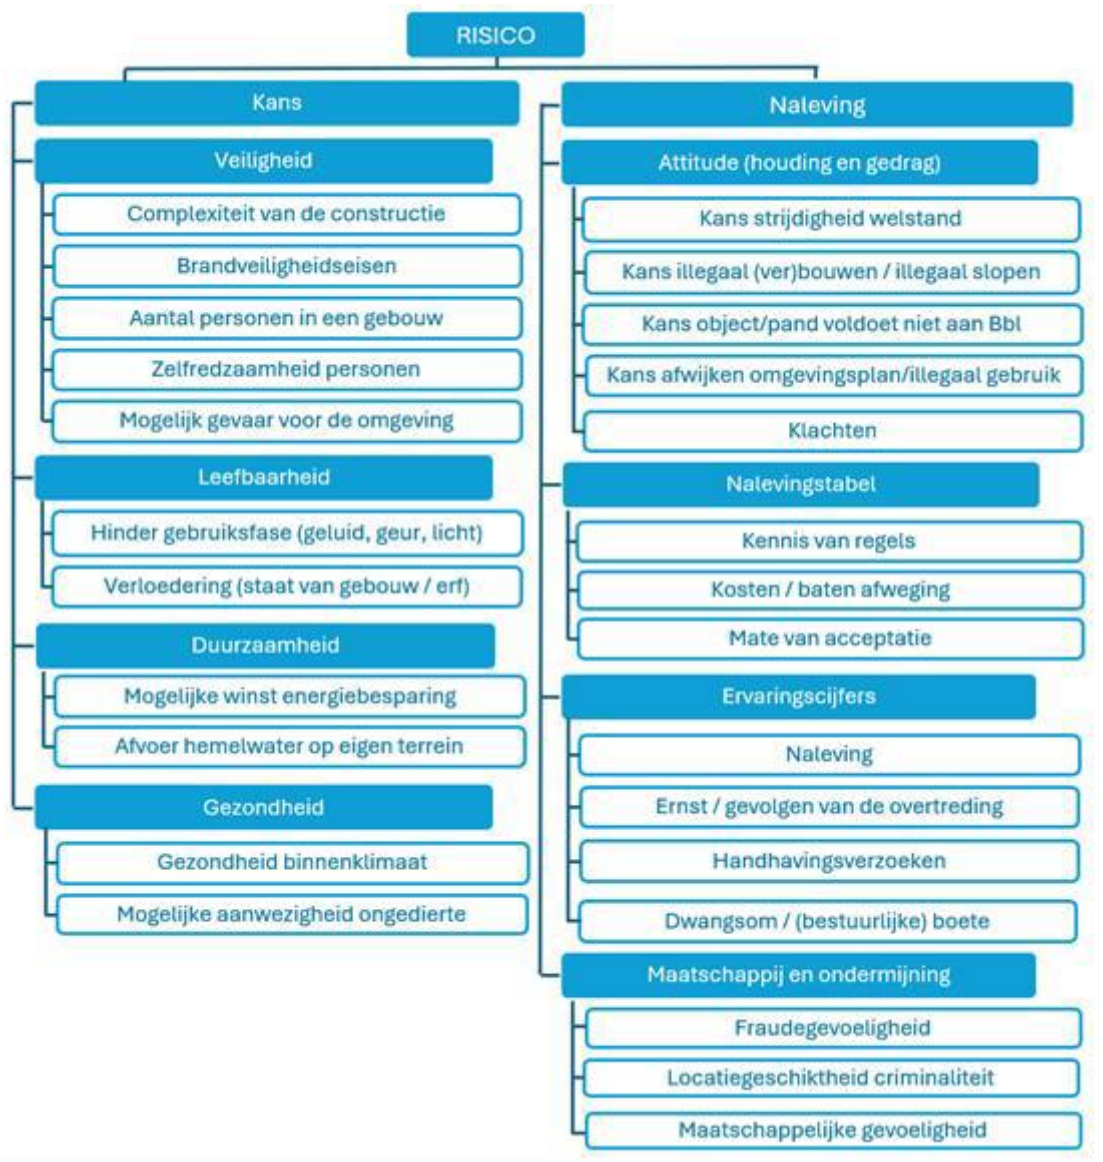 RISICO
Kans
Veiligheid
Complexiteit van de constructie
Brandveiligheidseisen
Aantal personen in een gebouw
Zelfredzaamheid personen
Mogelijk gevaar voor de omgeving
Leefbaarheid
Hinder gebruiksfase (geluid, geur, licht)
Verloedering (staat van gebouw / erf)
Duurzaamheid
Mogelijke winst energiebesparing
Afvoer hemelwater op eigen terrein
Gezondheid
Gezondheid binnenklimaat
Mogelijke aanwezigheid ongedierte
Naleving
Attitude (houding en gedrag)
Kans strijdigheid welstand
Kans illegaal (ver)bouwen / illegaal slopen
Kans object/pand voldoet niet aan Bbl
Kans afwijken omgevingsplan/illegaal gebruik
Klachten
Nalevingstabel
Kennis van regels
Kosten / baten afweging
Mate van acceptatie
Ervaringscijfers
Naleving
Ernst / gevolgen van de overtreding
Handhavingsverzoeken
Dwangsom / (bestuurlijke) boete
Maatschappij en ondermijning
Fraudegevoeligheid
Locatiegeschiktheid criminaliteit
Maatschappelijke gevoeligheid